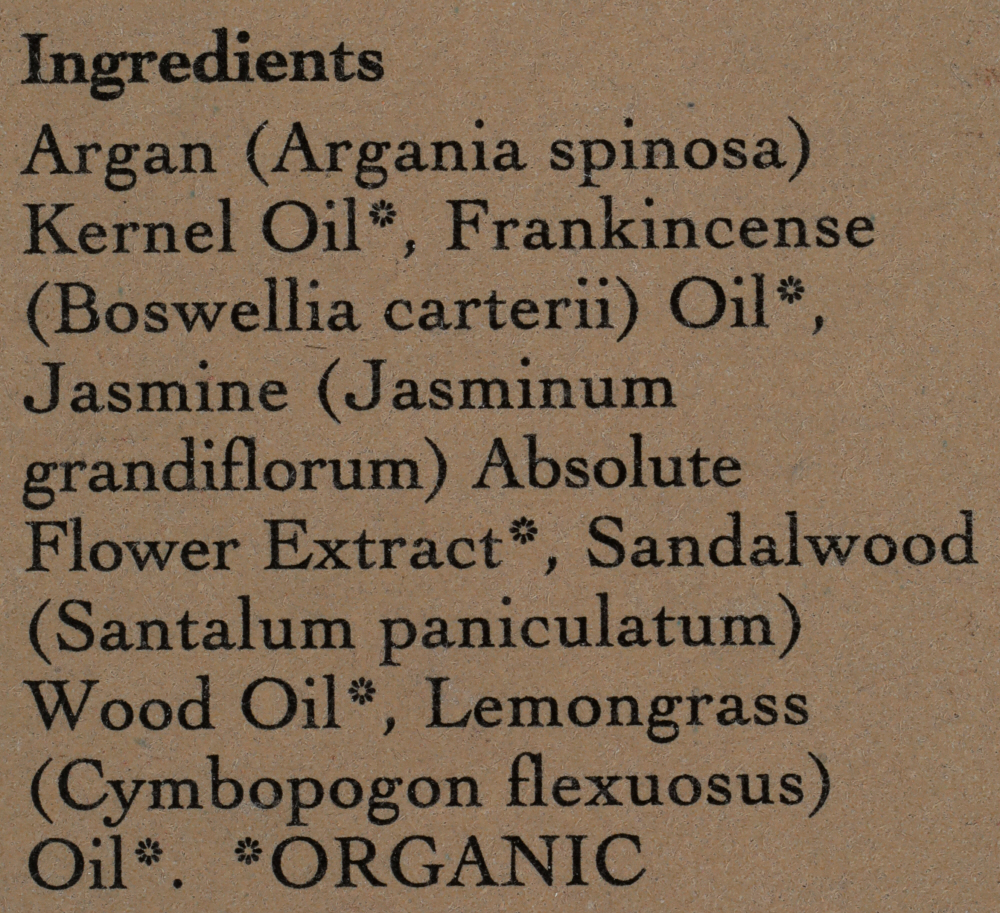 Ingredients
Argan (Argania spinosa)
Kernel Oil*, Frankincense
(Boswellia carterii) Oil*,
Jasmine (Jasminum
grandiflorum) Absolute
Flower Extract*, Sandalwood
(Santalum paniculatum)
Wood Oil*, Lemongrass
(Cymbopogon flexuosus)
Oil*. *ORGANIC